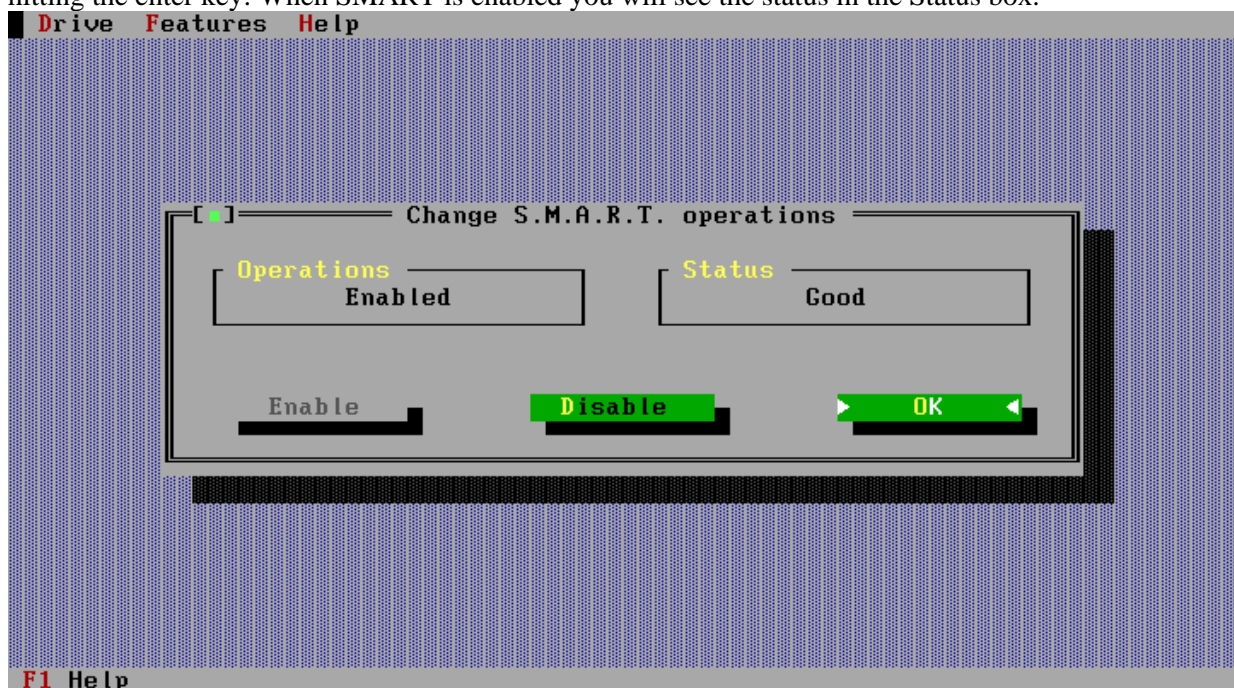 hitting the enter key. When SMART is enabled you will see the status in the Status box.
Drive Features Help
Change S.M.A.R.T. operations
Operations Status
Enabled Good
Enable Disable OK
F1 Help